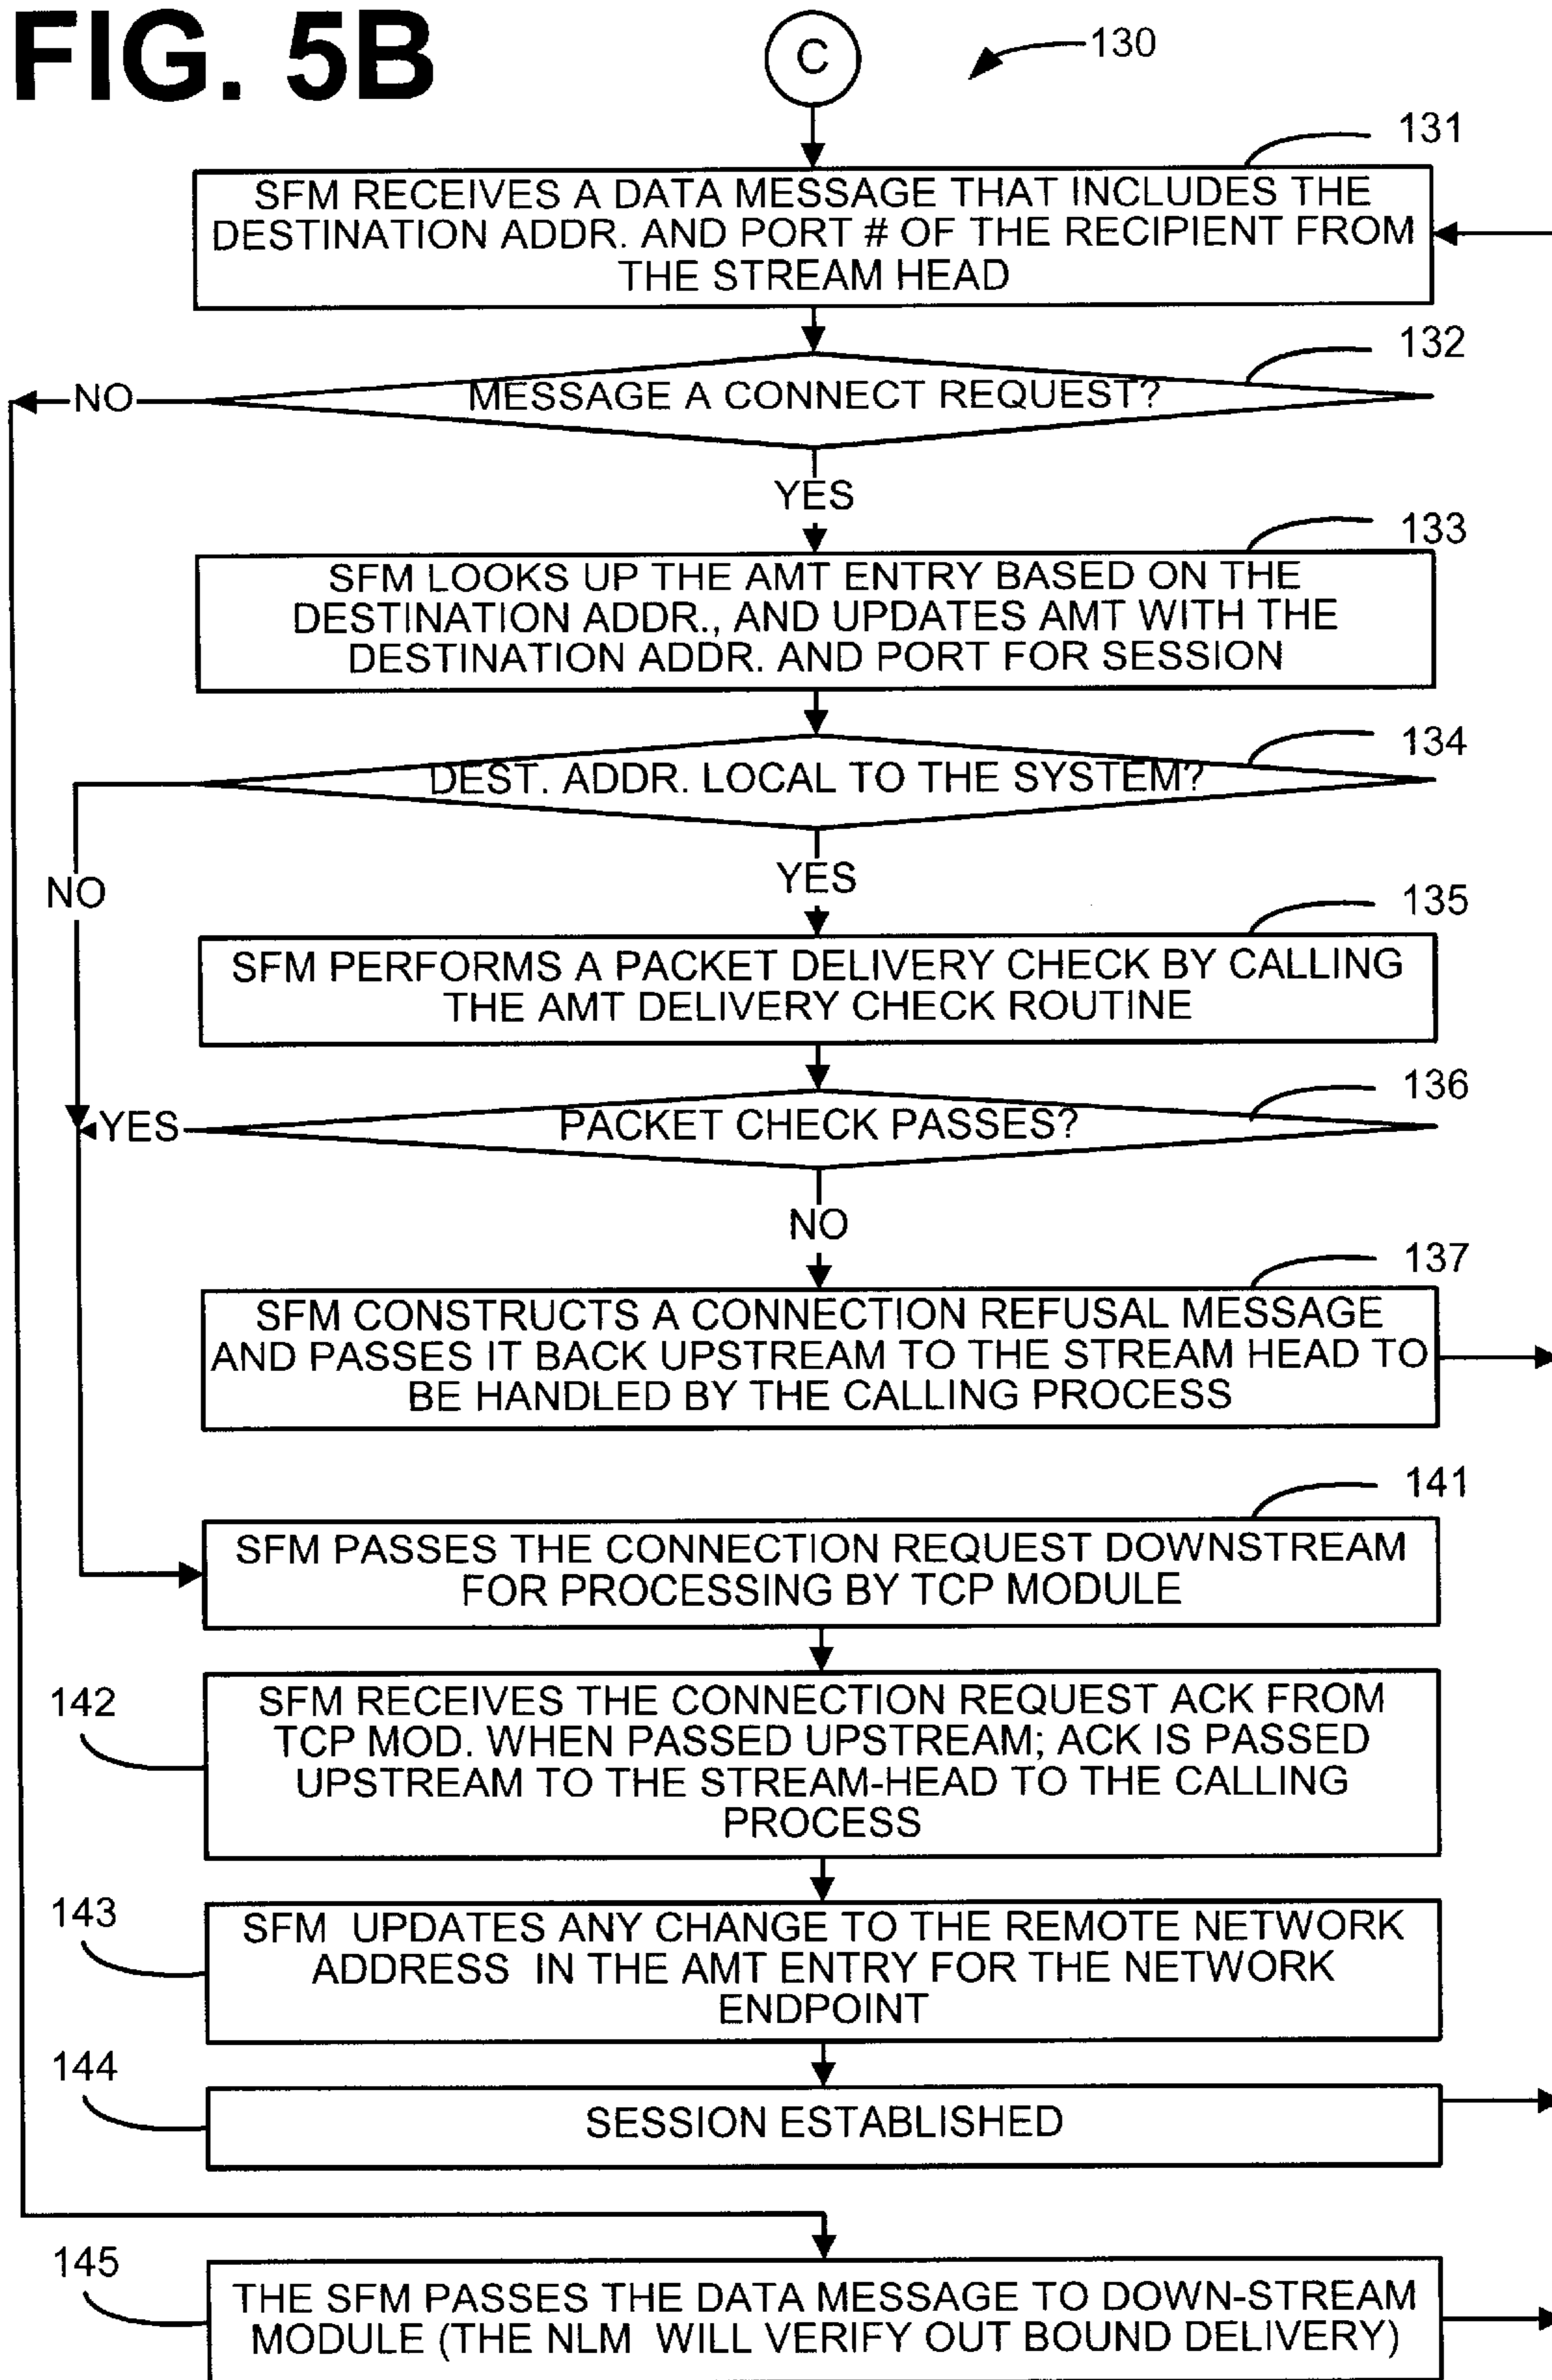 FIG. 5B
C
130
131
SFM RECEIVES A DATA MESSAGE THAT INCLUDES THE
DESTINATION ADDR. AND PORT # OF THE RECIPIENT FROM
THE STREAM HEAD
132
NO
MESSAGE A CONNECT REQUEST?
YES
133
SFM LOOKS UP THE AMT ENTRY BASED ON THE
DESTINATION ADDR., AND UPDATES AMT WITH THE
DESTINATION ADDR. AND PORT FOR SESSION
134
DEST. ADDR. LOCAL TO THE SYSTEM?
NO
YES
135
SFM PERFORMS A PACKET DELIVERY CHECK BY CALLING
THE AMT DELIVERY CHECK ROUTINE
136
YES
PACKET CHECK PASSES?
NO
137
SFM CONSTRUCTS A CONNECTION REFUSAL MESSAGE
AND PASSES IT BACK UPSTREAM TO THE STREAM HEAD TO
BE HANDLED BY THE CALLING PROCESS
141
SFM PASSES THE CONNECTION REQUEST DOWNSTREAM
FOR PROCESSING BY TCP MODULE
142
SFM RECEIVES THE CONNECTION REQUEST ACK FROM
TCP MOD. WHEN PASSED UPSTREAM; ACK IS PASSED
UPSTREAM TO THE STREAM-HEAD TO THE CALLING
PROCESS
143
SFM UPDATES ANY CHANGE TO THE REMOTE NETWORK
ADDRESS IN THE AMT ENTRY FOR THE NETWORK
ENDPOINT
144
SESSION ESTABLISHED
145
THE SFM PASSES THE DATA MESSAGE TO DOWN-STREAM
MODULE (THE NLM WILL VERIFY OUT BOUND DELIVERY)